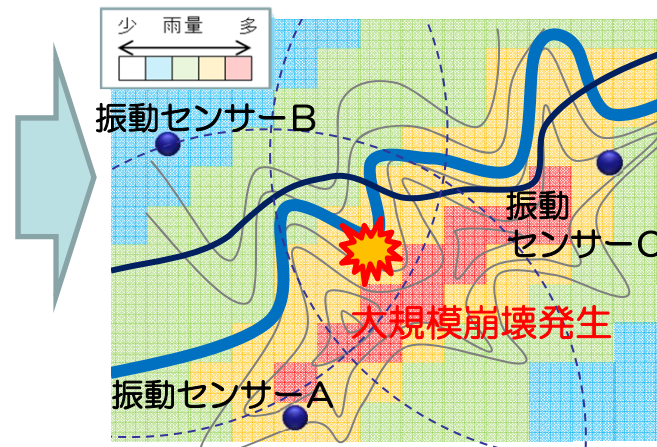 少　雨量　多
振動センサーB
振動
センサーC
大規模崩壊発生
振動センサーA